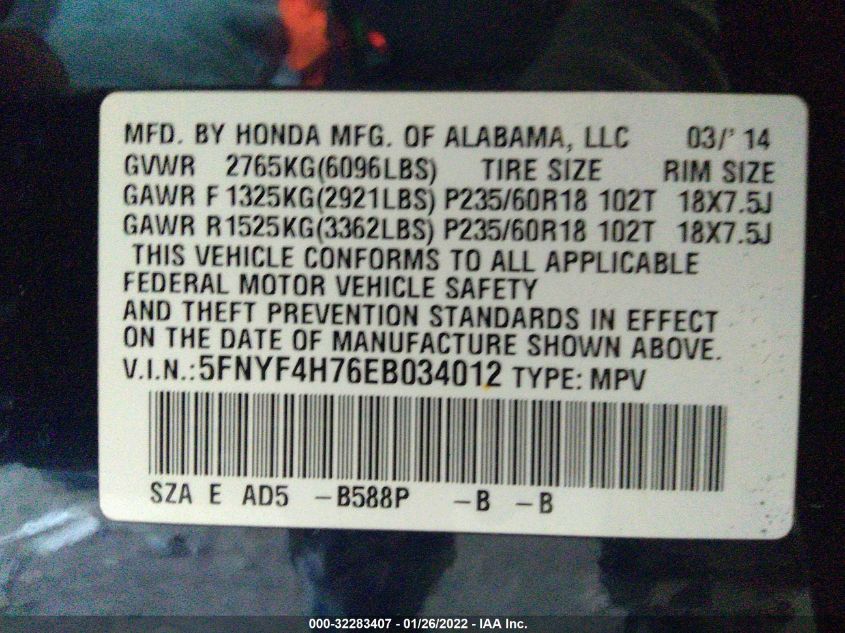 MFD. BY HONDA MFG. OF ALABAMA, LLC 03/' 14
GVWR 2765KG(6096LBS) TIRE SIZE RIM SIZE
GAWR F 1325KG(2921LBS) P235/60R18 102T 18X7.5J
GAWR R1525KG(3362LBS) P235/60R18 102T 18X7.5J
THIS VEHICLE CONFORMS TO ALL APPLICABLE
FEDERAL MOTOR VEHICLE SAFETY
AND THEFT PREVENTION STANDARDS IN EFFECT
ON THE DATE OF MANUFACTURE SHOWN ABOVE.
V.I.N.:5FNYF4H76EB034012 TYPE: MPV
SZA E AD5 -B588P -B -B
000-32283407 - 01/26/2022 - IAA Inc.